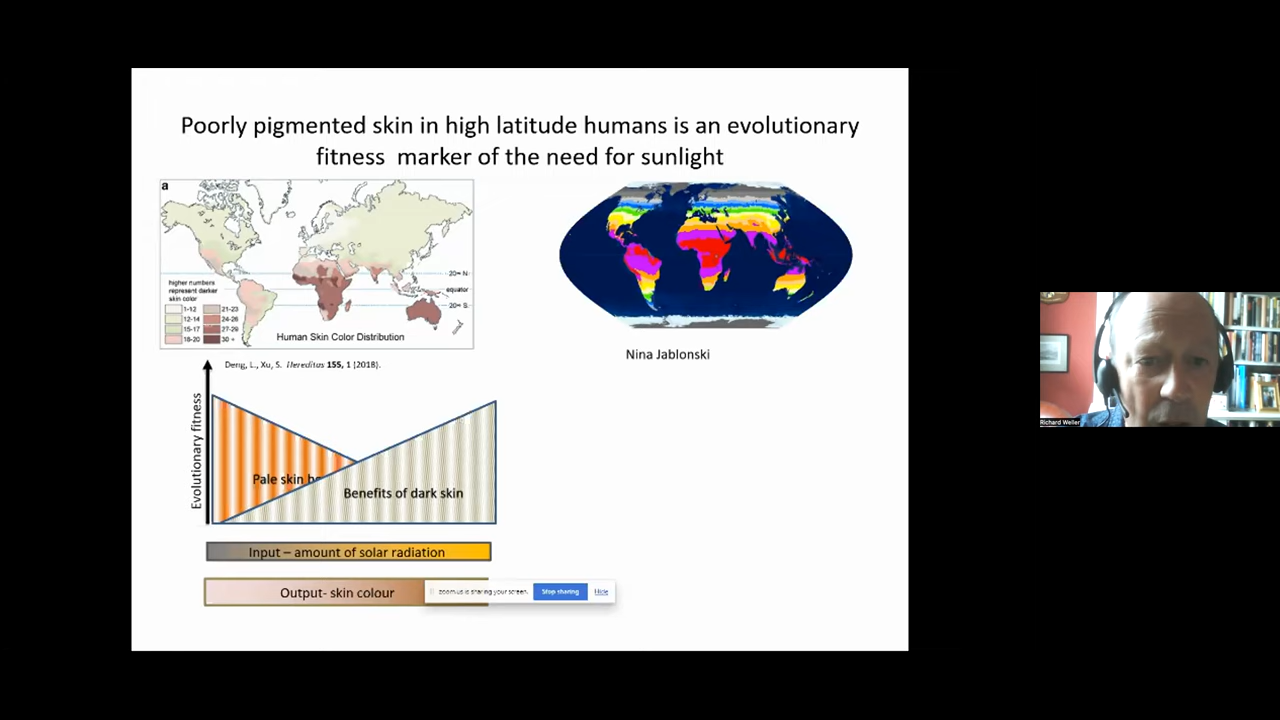 Poorly pigmented skin in high latitude humans is an evolutionary
fitness marker of the need for sunlight
a
20° N
equator
20° S
higher numbers
represent darker
skin color
1-12
21-23
12-14
24-26
15-17
27-29
18-20
30 +
Human Skin Color Distribution
Nina Jablonski
Deng, L., Xu, S. Hereditas 155, 1 (2018).
Evolutionary fitness
Pale skin be
Benefits of dark skin
Input – amount of solar radiation
Output- skin colour
zoom.us is sharing your screen.
Stop sharing
Hide
Richard Weller